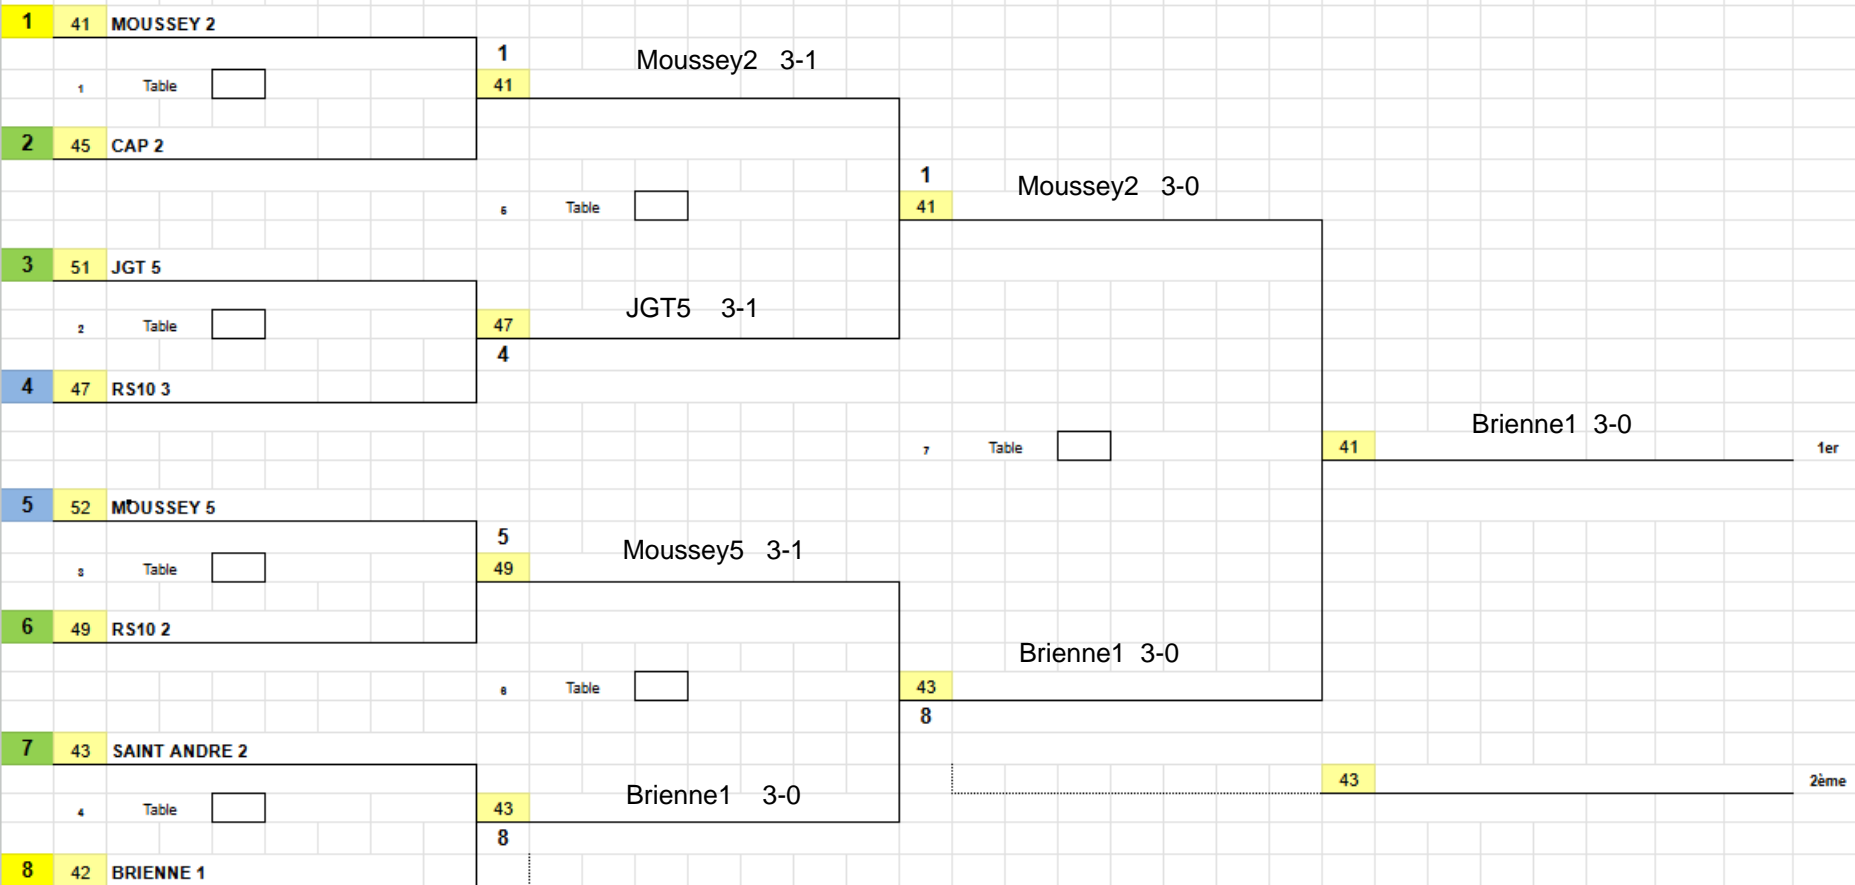 1 41 MOUSSEY 2
1
Moussey2 3-1
1 Table
41
2 45 CAP 2
1
Moussey2 3-0
5 Table
41
3 51 JGT 5
JGT5 3-1
2 Table
47
4
4 47 RS10 3
Brienne1 3-0
7 Table
41
1er
5 52 MOUSSEY 5
5
Moussey5 3-1
3 Table
49
6 49 RS10 2
Brienne1 3-0
6 Table
43
8
7 43 SAINT ANDRE 2
43
2ème
Brienne1 3-0
4 Table
43
8
8 42 BRIENNE 1